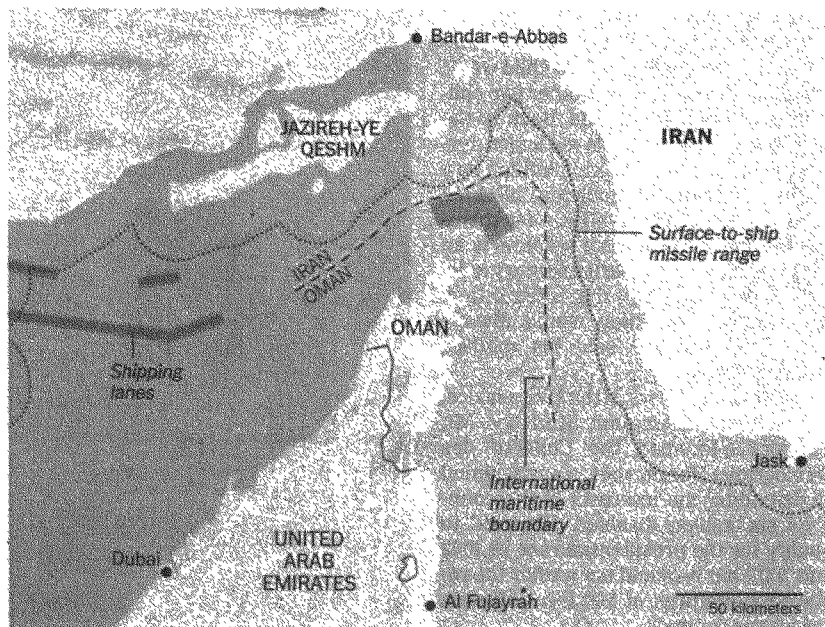 Bandar-e-Abbas
JAZIREH-YE
QESHM
IRAN
Surface-to-ship
missile range
IRAN
OMAN
OMAN
Shipping
lanes
Jask
International
maritime
boundary
UNITED
ARAB
EMIRATES
Dubai
Al Fujayrah
50 kilometers